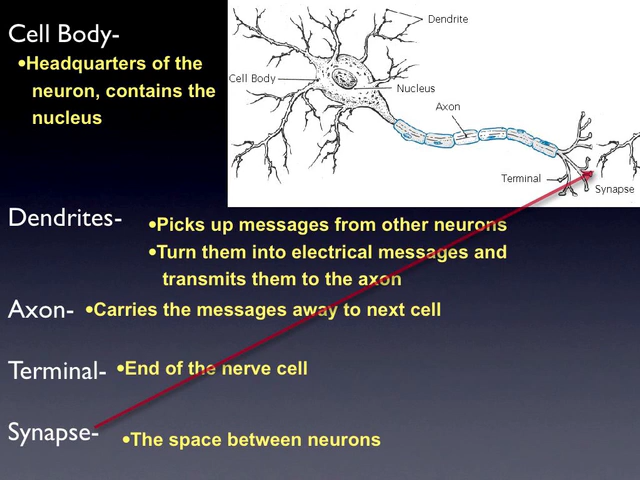 Cell Body-
•Headquarters of the
neuron, contains the
nucleus
Dendrite
Cell Body
Nucleus
Axon
Terminal
Synapse
Dendrites-
•Picks up messages from other neurons
•Turn them into electrical messages and
transmits them to the axon
Axon- •Carries the messages away to next cell
Terminal- •End of the nerve cell
Synapse- •The space between neurons